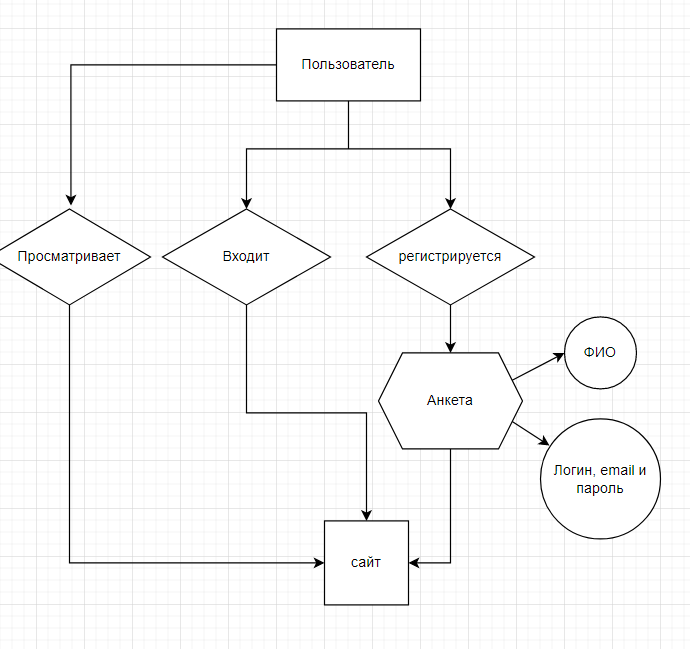 Пользователь
Просматривает
Входит
регистрируется
ФИО
Анкета
Логин, email и
пароль
сайт